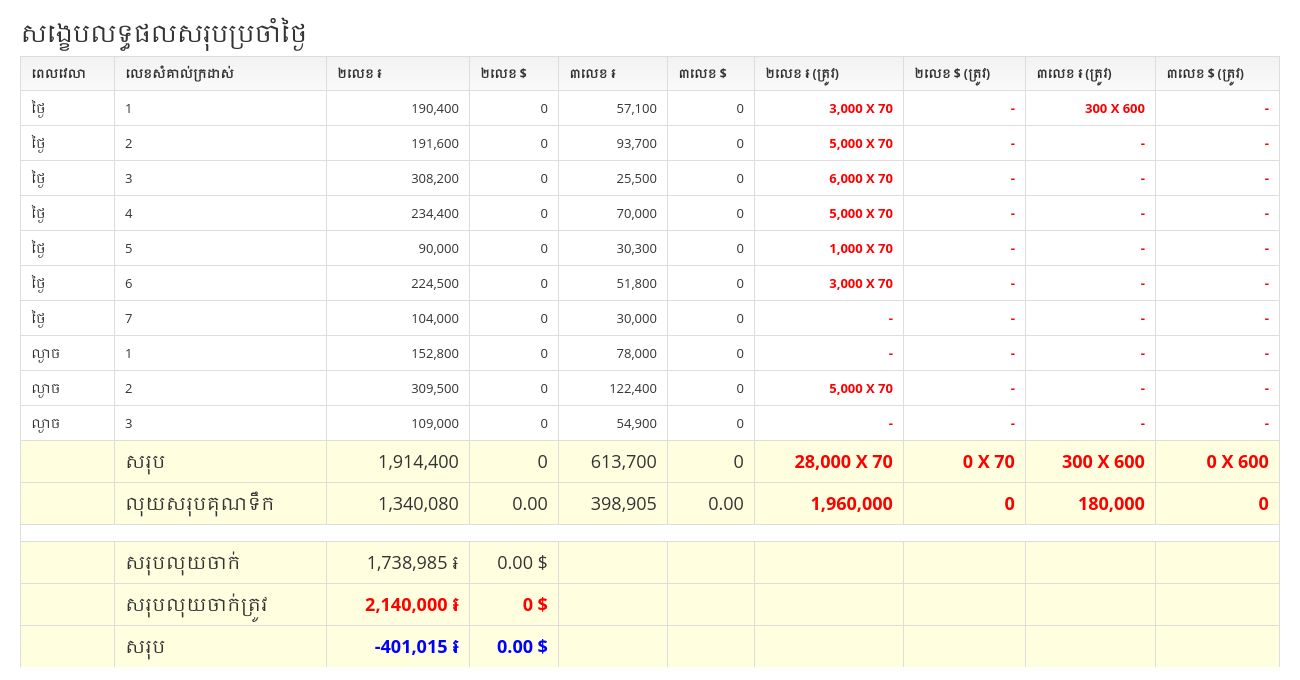 សង្ខេបលទ្ធផលសរុបប្រចាំថ្ងៃ
ពេលវេលា លេខសំគាល់ក្រដាស់ ២លេខ ៛ ២លេខ $ ៣លេខ ៛ ៣លេខ $ ២លេខ ៛ (ត្រូវ) ២លេខ $ (ត្រូវ) ៣លេខ ៛ (ត្រូវ) ៣លេខ $ (ត្រូវ)
ថ្ងៃ 1 190,400 0 57,100 0 3,000 X 70 - 300 X 600 -
ថ្ងៃ 2 191,600 0 93,700 0 5,000 X 70 - - -
ថ្ងៃ 3 308,200 0 25,500 0 6,000 X 70 - - -
ថ្ងៃ 4 234,400 0 70,000 0 5,000 X 70 - - -
ថ្ងៃ 5 90,000 0 30,300 0 1,000 X 70 - - -
ថ្ងៃ 6 224,500 0 51,800 0 3,000 X 70 - - -
ថ្ងៃ 7 104,000 0 30,000 0 - - - -
ល្ងាច 1 152,800 0 78,000 0 - - - -
ល្ងាច 2 309,500 0 122,400 0 5,000 X 70 - - -
ល្ងាច 3 109,000 0 54,900 0 - - - -
សរុប 1,914,400 0 613,700 0 28,000 X 70 0 X 70 300 X 600 0 X 600
លុយសរុបគុណទឹក 1,340,080 0.00 398,905 0.00 1,960,000 0 180,000 0
សរុបលុយចាក់ 1,738,985 ៛ 0.00 $
សរុបលុយចាក់ត្រូវ 2,140,000 ៛ 0 $
សរុប -401,015 ៛ 0.00 $